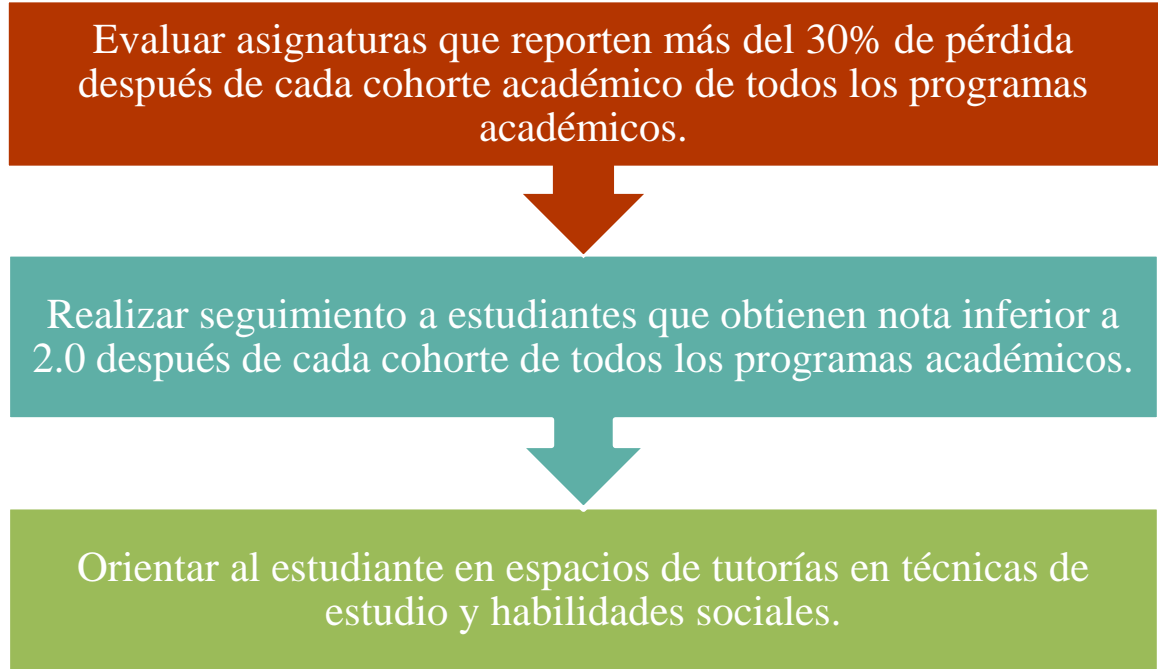 Evaluar asignaturas que reporten más del 30% de pérdida
después de cada cohorte académico de todos los programas
académicos.
Realizar seguimiento a estudiantes que obtienen nota inferior a
2.0 después de cada cohorte de todos los programas académicos.
Orientar al estudiante en espacios de tutorías en técnicas de
estudio y habilidades sociales.